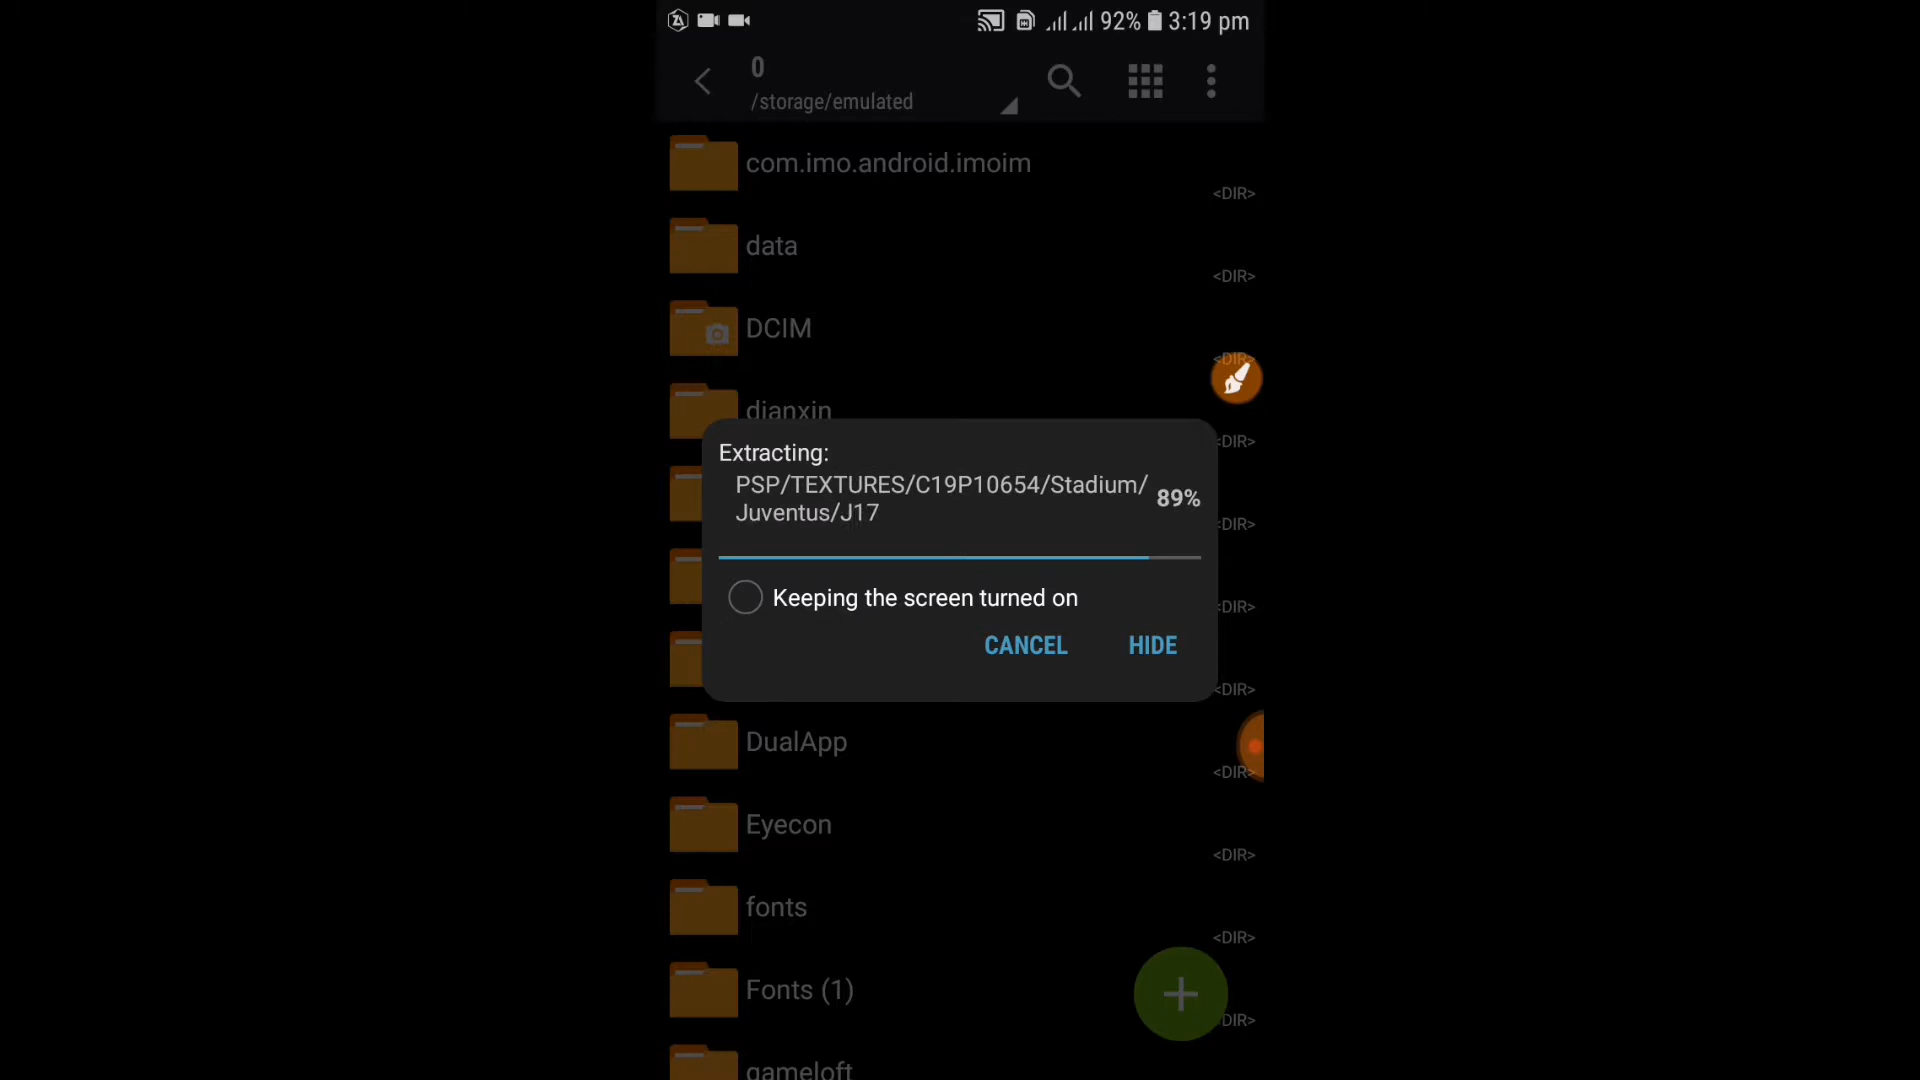 92% 3:19 pm
0
/storage/emulated
com.imo.android.imoim
<DIR>
data
<DIR>
DCIM
<DIR>
dianxin
<DIR>
Extracting:
PSP/TEXTURES/C19P10654/Stadium/
Juventus/J17
89%
<DIR>
<DIR>
Keeping the screen turned on
CANCEL HIDE
<DIR>
DualApp
<DIR>
Eyecon
<DIR>
fonts
<DIR>
Fonts (1)
DIR>
gameloft